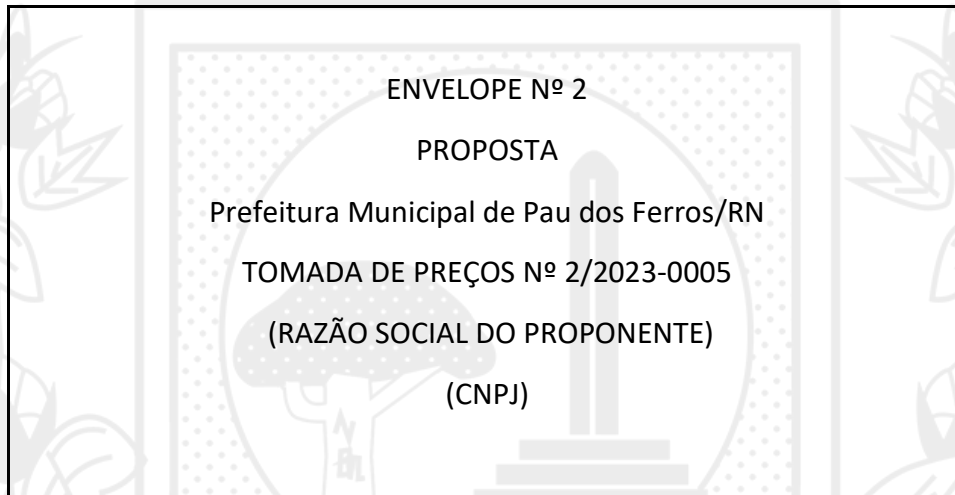 ENVELOPE Nº 2
PROPOSTA
Prefeitura Municipal de Pau dos Ferros/RN
TOMADA DE PREÇOS Nº 2/2023-0005
(RAZÃO SOCIAL DO PROPONENTE)
(CNPJ)